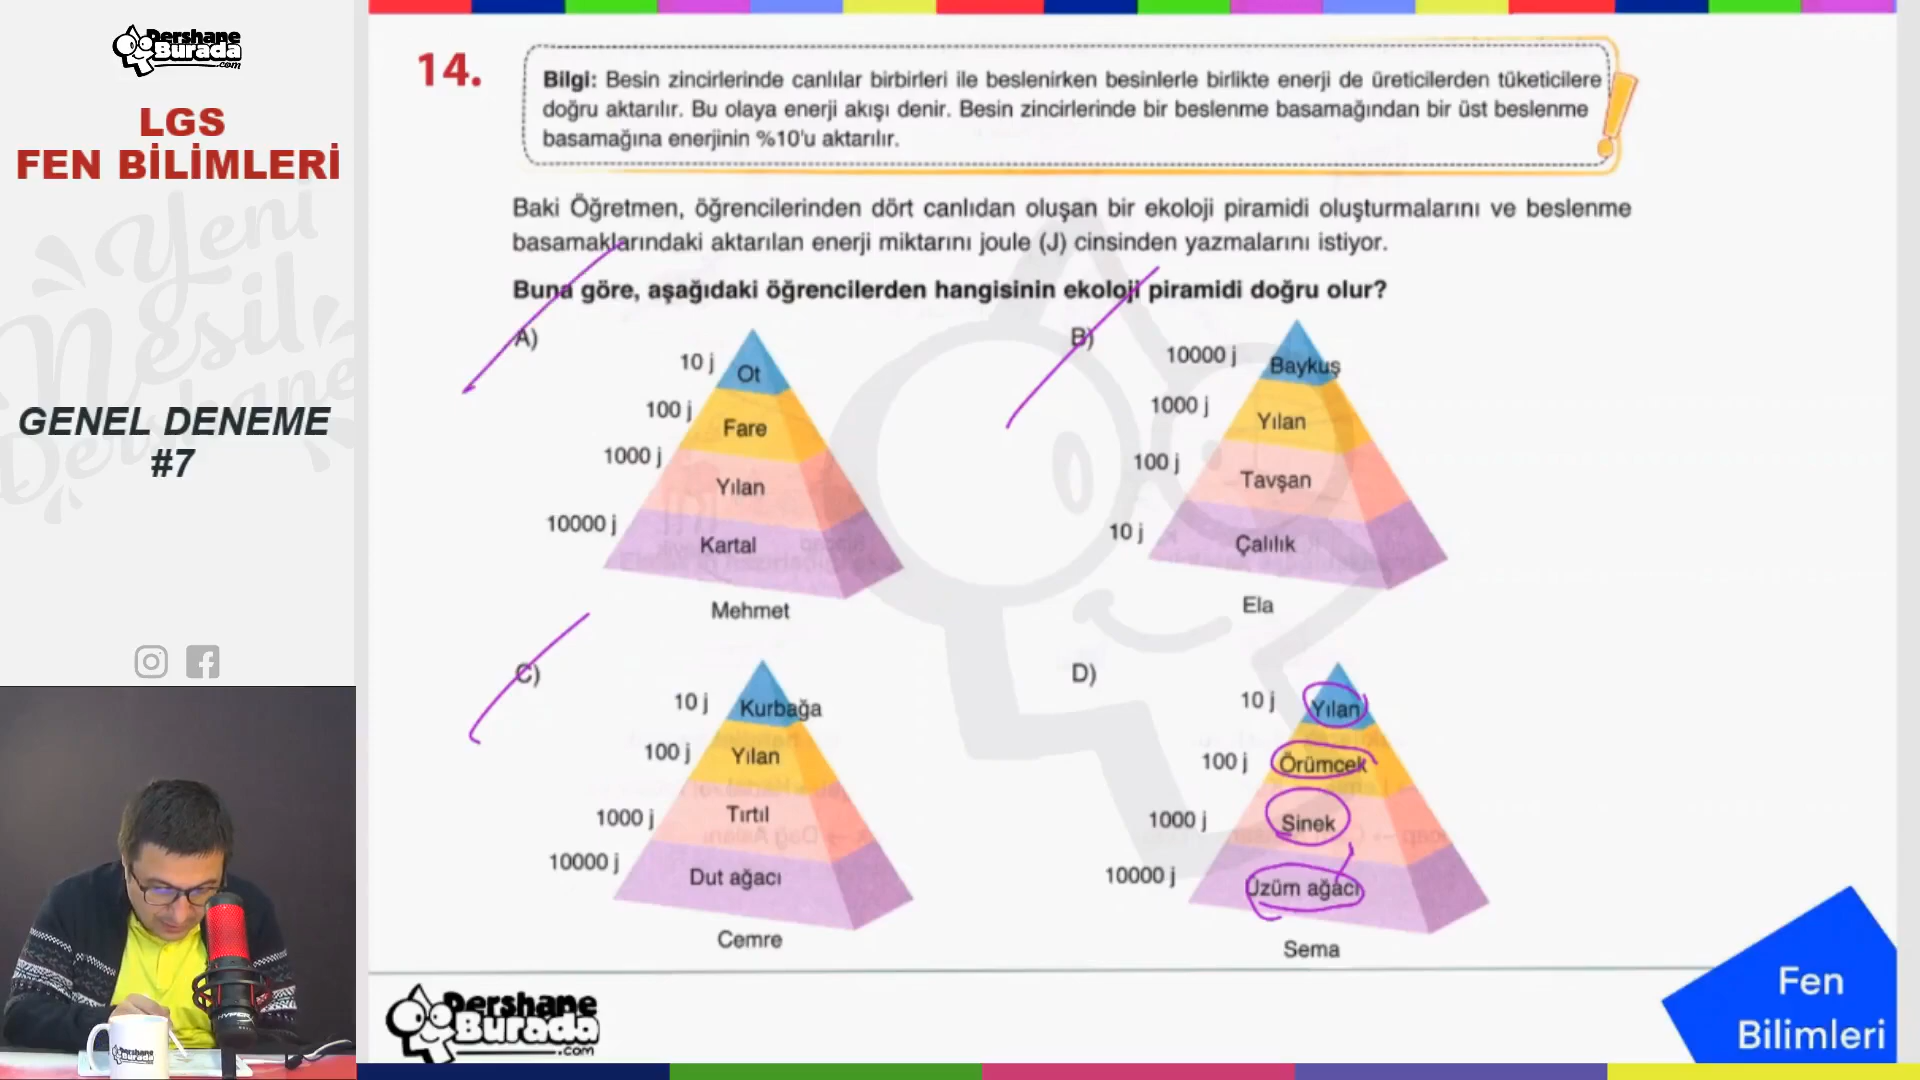 Dershane
Burada
.com
LGS
FEN BİLİMLERİ
Yeni
Nesil
Dershane
GENEL DENEME
#7
14.
Bilgi: Besin zincirlerinde canlılar birbirleri ile beslenirken besinlerle birlikte enerji de üreticilerden tüketicilere
doğru aktarılır. Bu olaya enerji akışı denir. Besin zincirlerinde bir beslenme basamağından bir üst beslenme
basamağına enerjinin %10'u aktarılır.
Baki Öğretmen, öğrencilerinden dört canlıdan oluşan bir ekoloji piramidi oluşturmalarını ve beslenme
basamaklarındaki aktarılan enerji miktarını joule (J) cinsinden yazmalarını istiyor.
Buna göre, aşağıdaki öğrencilerden hangisinin ekoloji piramidi doğru olur?
A)
10 j Ot
100 j Fare
1000 j Yılan
10000 j Kartal
Mehmet
B)
10000 j Baykuş
1000 j Yılan
100 j Tavşan
10 j Çalılık
Ela
C)
10 j Kurbağa
100 j Yılan
1000 j Tırtıl
10000 j Dut ağacı
Cemre
D)
10 j Yılan
100 j Örümcek
1000 j Sinek
10000 j Üzüm ağacı
Sema
Dershane
Burada
.com
Fen
Bilimleri
HYPERX